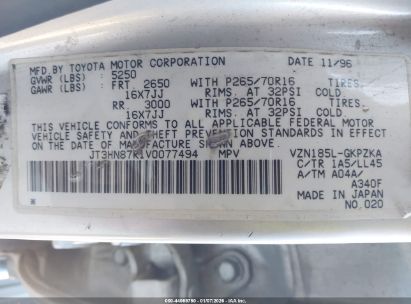 MFD. BY TOYOTA MOTOR CORPORATION DATE 11/96
GVWR (LBS) : 5250
GAWR (LBS) : FRT 2650 WITH P265/70R16 TIRES,
16X7JJ RIMS, AT 32PSI COLD
RR: 3000 WITH P265/70R16 TIRES,
16X7JJ RIMS, AT 32PSI COLD
THIS VEHICLE CONFORMS TO ALL APPLICABLE FEDERAL MOTOR
VEHICLE SAFETY BUMPER, AND THEFT PREVENTION STANDARDS
IN EFFECT ON THE DATE OF MANUFACTURE SHOWN ABOVE.
JT3HN87R1V0077494 MPV VZN185L-GKPZKA
C/TR 1A5/LL45
A/TM A04A/
A340F
MADE IN JAPAN
NO.020
IAA 01/07/2026